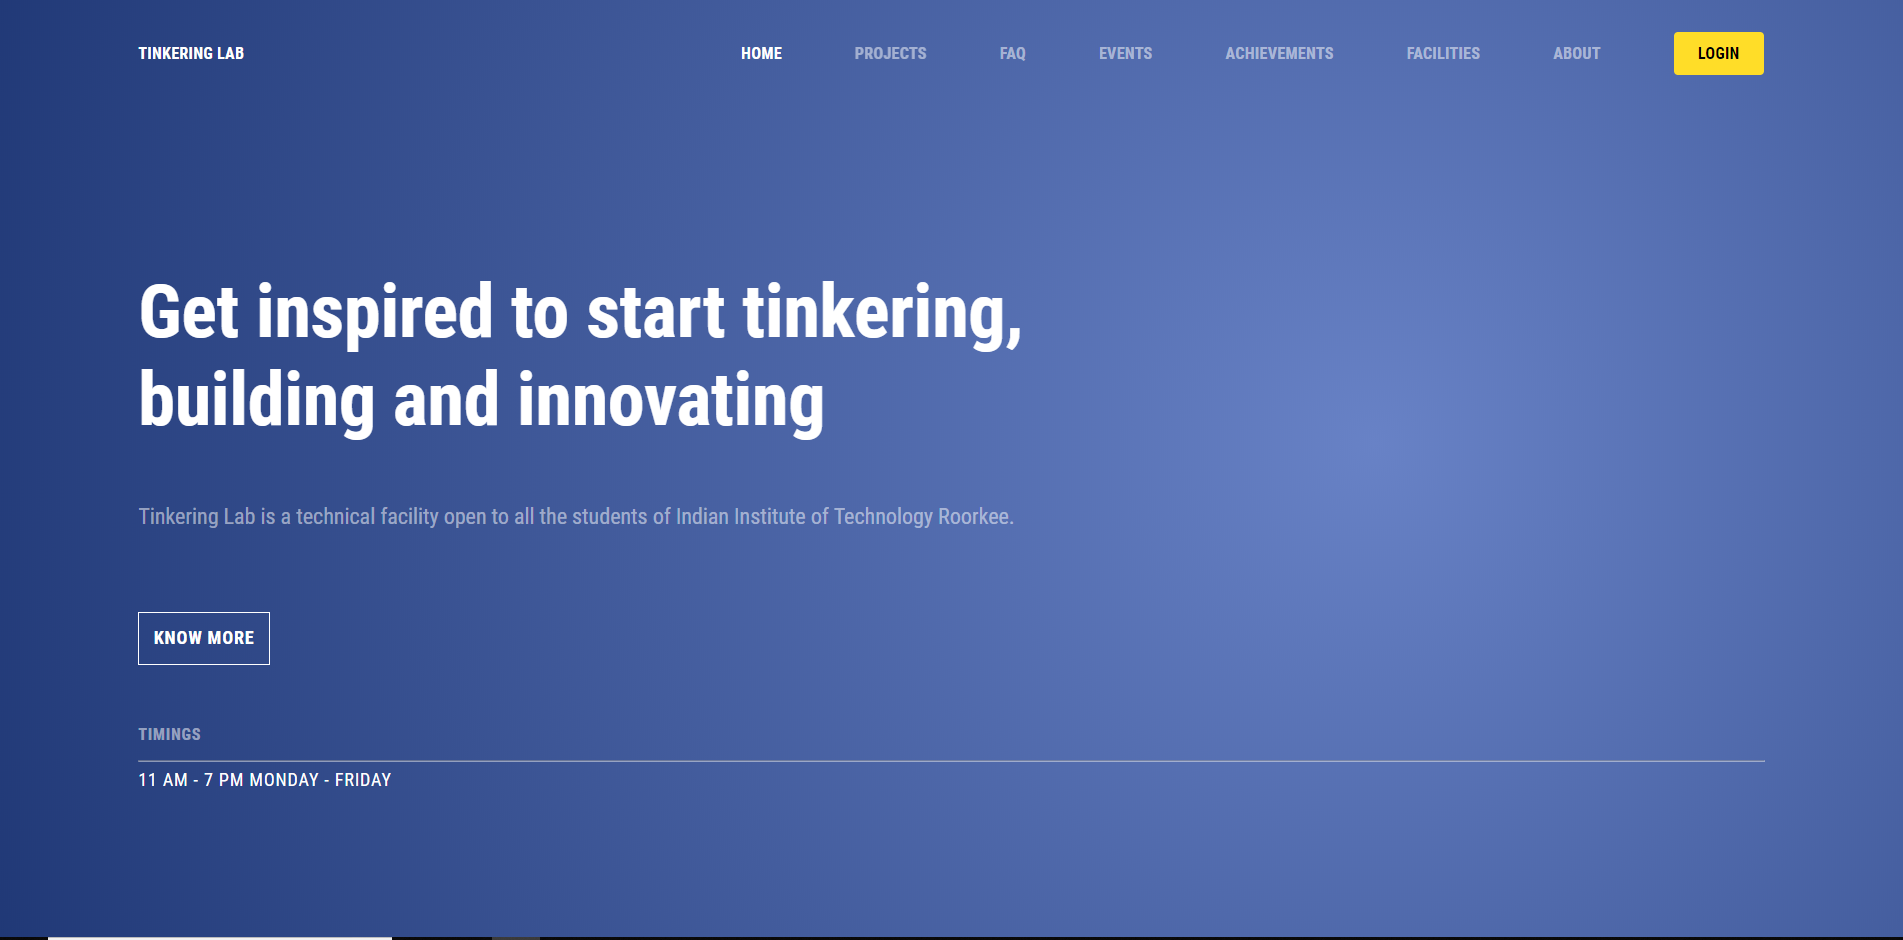 TINKERING LAB
HOME PROJECTS FAQ EVENTS ACHIEVEMENTS FACILITIES ABOUT LOGIN
Get inspired to start tinkering,
building and innovating
Tinkering Lab is a technical facility open to all the students of Indian Institute of Technology Roorkee.
KNOW MORE
TIMINGS
11 AM - 7 PM MONDAY - FRIDAY